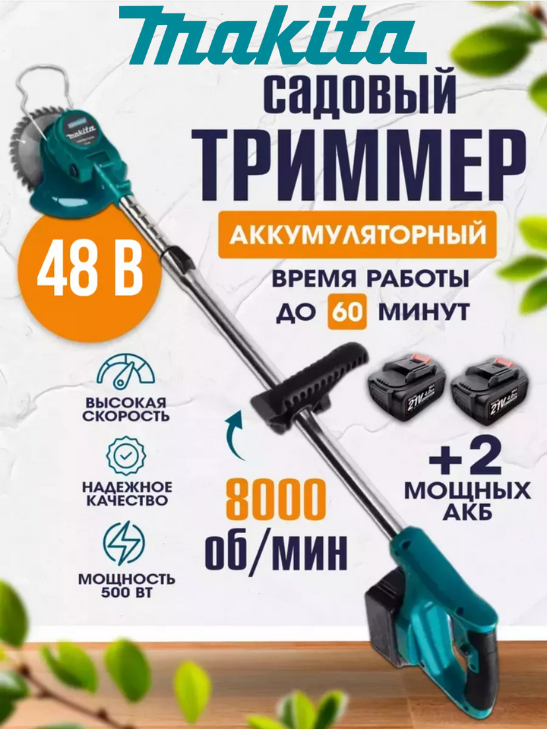 makita
садовый
ТРИММЕР
АККУМУЛЯТОРНЫЙ
ВРЕМЯ РАБОТЫ
ДО 60 МИНУТ
makita
48 В
21V
21V
ВЫСОКАЯ
СКОРОСТЬ
НАДЕЖНОЕ
КАЧЕСТВО
МОЩНОСТЬ
500 ВТ
8000
об/мин
+2
МОЩНЫХ
АКБ